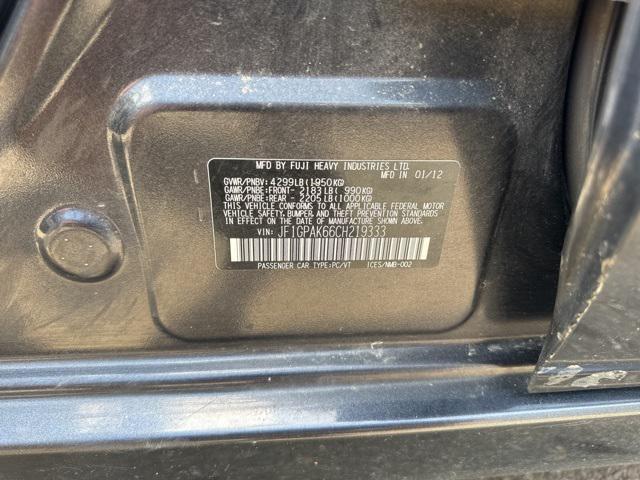 MFD BY FUJI HEAVY INDUSTRIES LTD.
MFD IN 01/12
GVWR/PNBV: 4299LB(1950KG)
GAWR/PNBE:FRONT- 2183LB( 990KG)
GAWR/PNBE:REAR - 2205LB(1000KG)
THIS VEHICLE CONFORMS TO ALL APPLICABLE FEDERAL MOTOR
VEHICLE SAFETY, BUMPER, AND THEFT PREVENTION STANDARDS
IN EFFECT ON THE DATE OF MANUFACTURE SHOWN ABOVE.
VIN: JF1GPAK66CH219333
PASSENGER CAR TYPE:PC/VT ICES/NMB-002